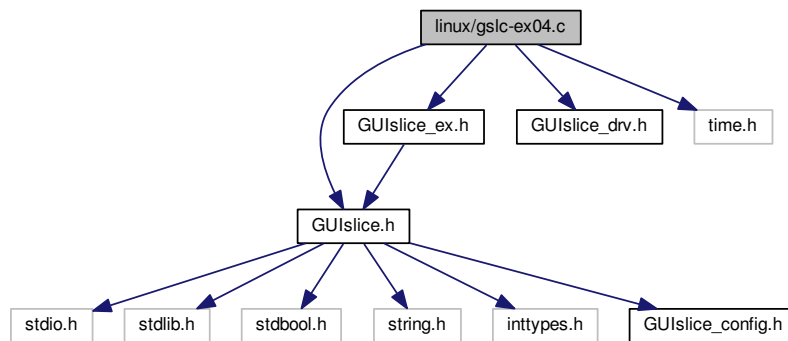 linux/gslc-ex04.c
GUIslice_ex.h
GUIslice_drv.h
time.h
GUIslice.h
stdio.h
stdlib.h
stdbool.h
string.h
inttypes.h
GUIslice_config.h